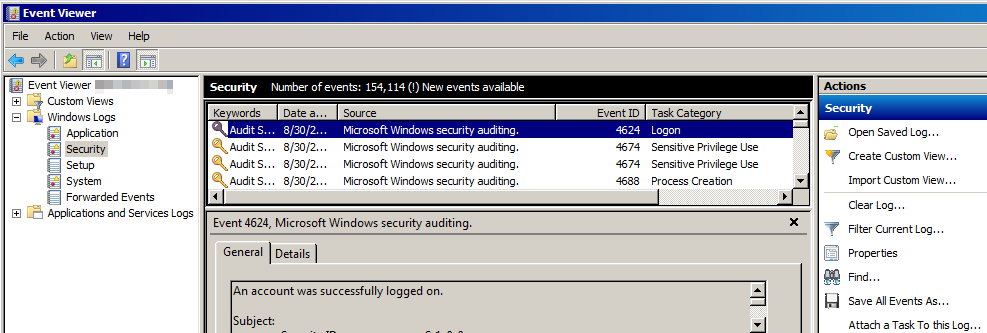 Event Viewer
File Action View Help
Event Viewer
Custom Views
Windows Logs
Application
Security
Setup
System
Forwarded Events
Applications and Services Logs
Security Number of events: 154,114 (!) New events available
Keywords Date a... Source Event ID Task Category
Audit S... 8/30/2... Microsoft Windows security auditing. 4624 Logon
Audit S... 8/30/2... Microsoft Windows security auditing. 4674 Sensitive Privilege Use
Audit S... 8/30/2... Microsoft Windows security auditing. 4674 Sensitive Privilege Use
Audit S... 8/30/2... Microsoft Windows security auditing. 4688 Process Creation
Event 4624, Microsoft Windows security auditing.
General Details
An account was successfully logged on.
Subject:
Actions
Security
Open Saved Log...
Create Custom View...
Import Custom View...
Clear Log...
Filter Current Log...
Properties
Find...
Save All Events As...
Attach a Task To this Log...